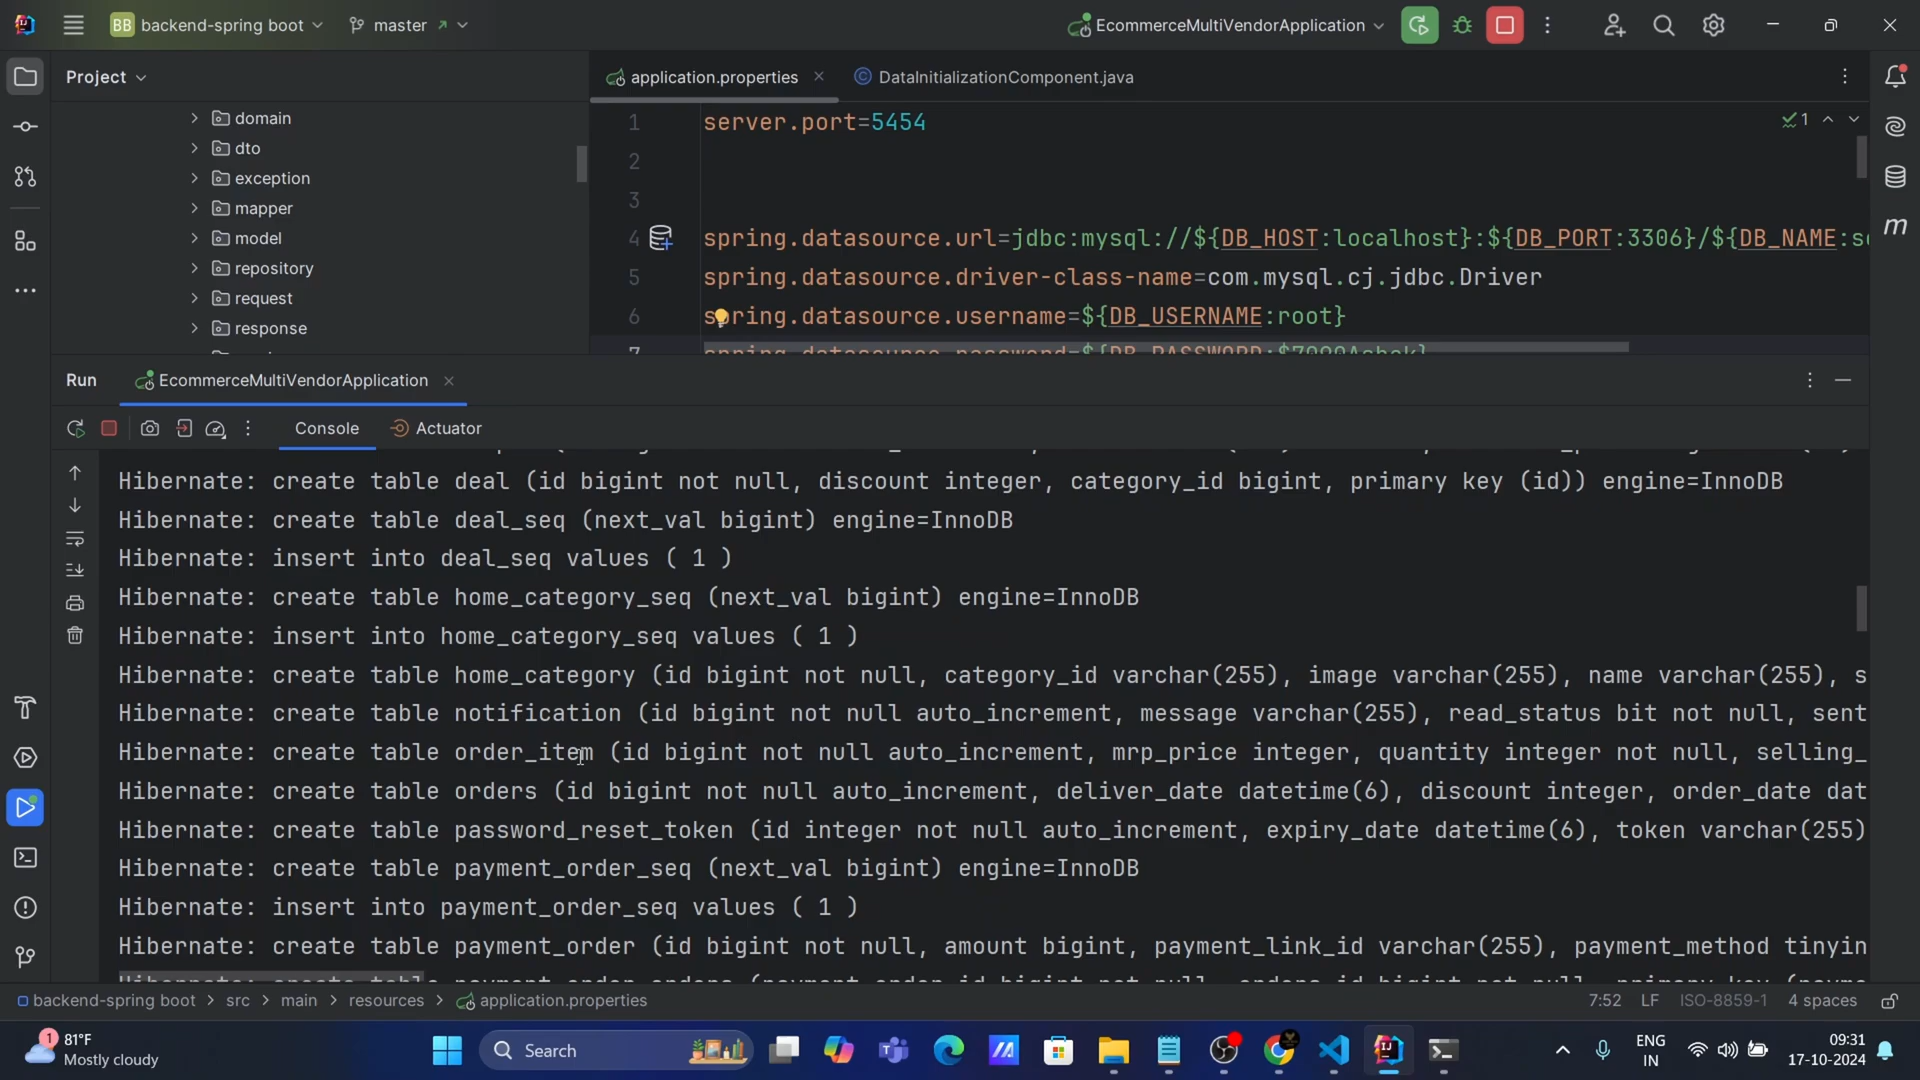 BB backend-spring boot
master
EcommerceMultiVendorApplication
Project
application.properties
DataInitializationComponent.java
domain
dto
exception
mapper
model
repository
request
response
1 server.port=5454
2
3
4 spring.datasource.url=jdbc:mysql://${DB_HOST:localhost}:${DB_PORT:3306}/${DB_NAME:s
5 spring.datasource.driver-class-name=com.mysql.cj.jdbc.Driver
6 spring.datasource.username=${DB_USERNAME:root}
7
1
Run
EcommerceMultiVendorApplication
Console
Actuator
Hibernate: create table deal (id bigint not null, discount integer, category_id bigint, primary key (id)) engine=InnoDB
Hibernate: create table deal_seq (next_val bigint) engine=InnoDB
Hibernate: insert into deal_seq values ( 1 )
Hibernate: create table home_category_seq (next_val bigint) engine=InnoDB
Hibernate: insert into home_category_seq values ( 1 )
Hibernate: create table home_category (id bigint not null, category_id varchar(255), image varchar(255), name varchar(255), s
Hibernate: create table notification (id bigint not null auto_increment, message varchar(255), read_status bit not null, sent
Hibernate: create table order_item (id bigint not null auto_increment, mrp_price integer, quantity integer not null, selling_
Hibernate: create table orders (id bigint not null auto_increment, deliver_date datetime(6), discount integer, order_date dat
Hibernate: create table password_reset_token (id integer not null auto_increment, expiry_date datetime(6), token varchar(255)
Hibernate: create table payment_order_seq (next_val bigint) engine=InnoDB
Hibernate: insert into payment_order_seq values ( 1 )
Hibernate: create table payment_order (id bigint not null, amount bigint, payment_link_id varchar(255), payment_method tinyin
backend-spring boot > src > main > resources > application.properties
7:52 LF ISO-8859-1 4 spaces
1
81°F
Mostly cloudy
Search
ENG
IN
09:31
17-10-2024